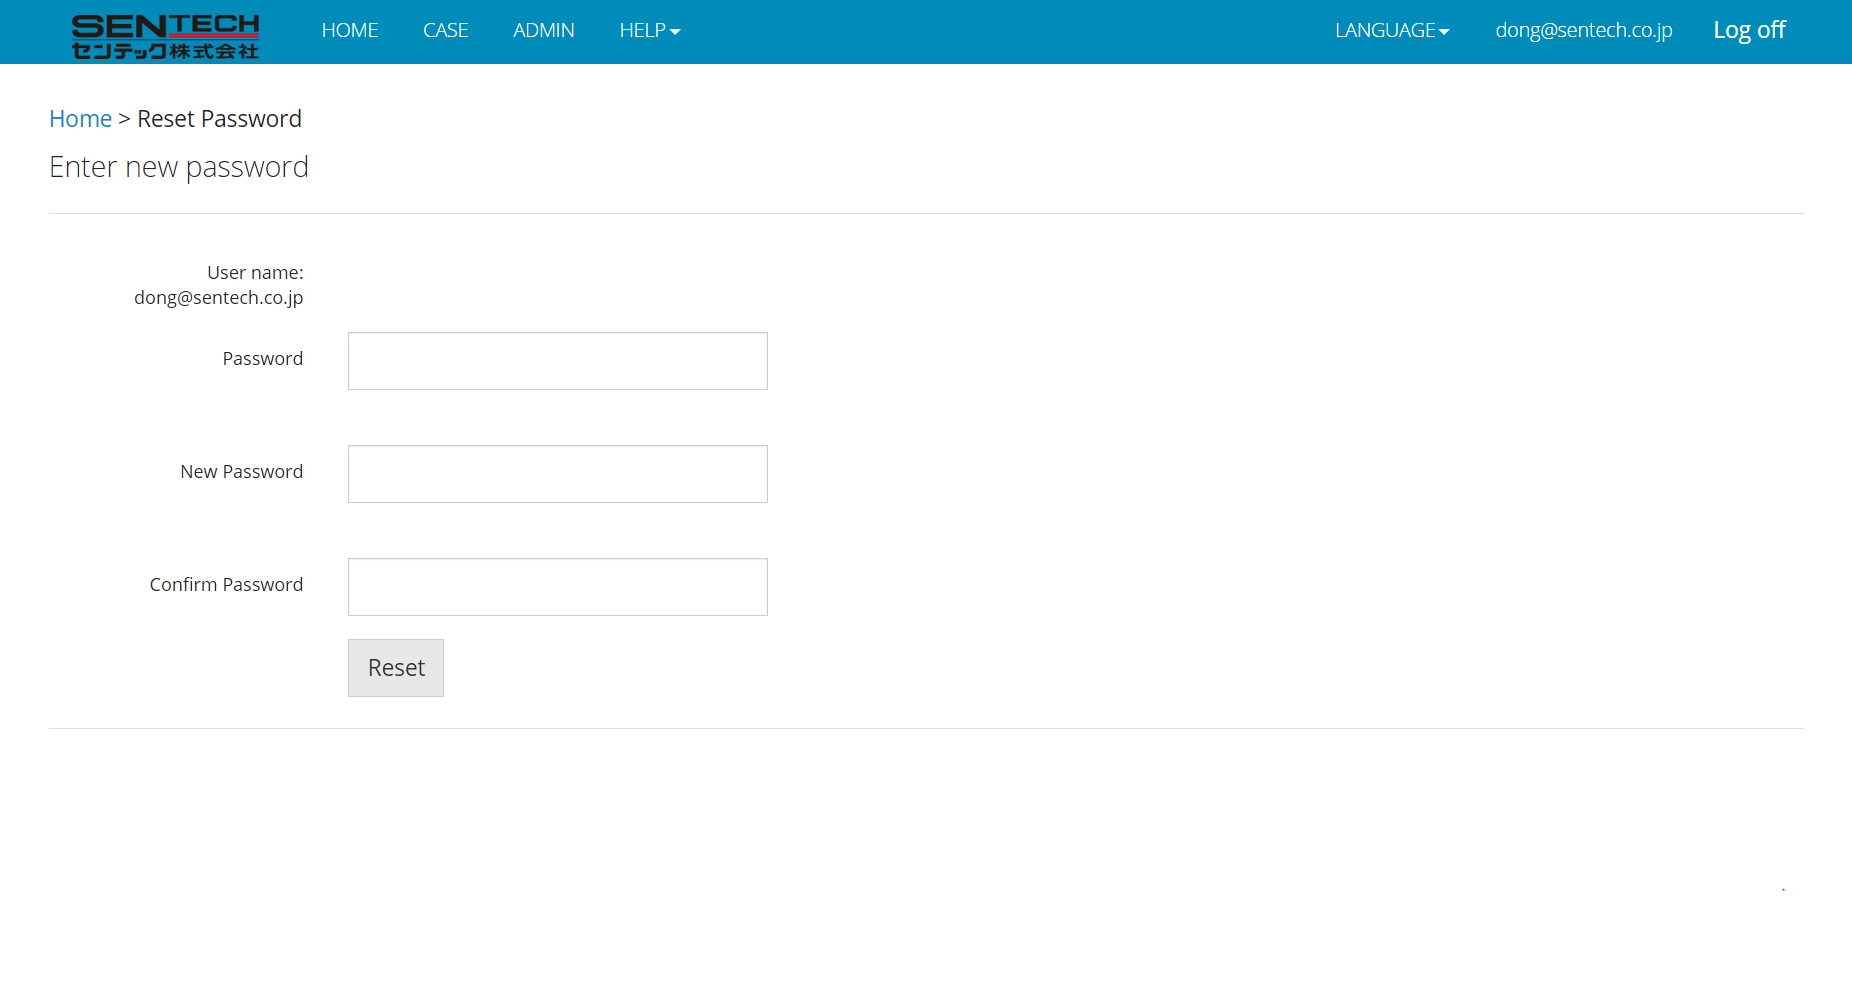 SENTECH
センテック株式会社
HOME CASE ADMIN HELP LANGUAGE dong@sentech.co.jp Log off
Home > Reset Password
Enter new password
User name:
dong@sentech.co.jp
Password
New Password
Confirm Password
Reset
.